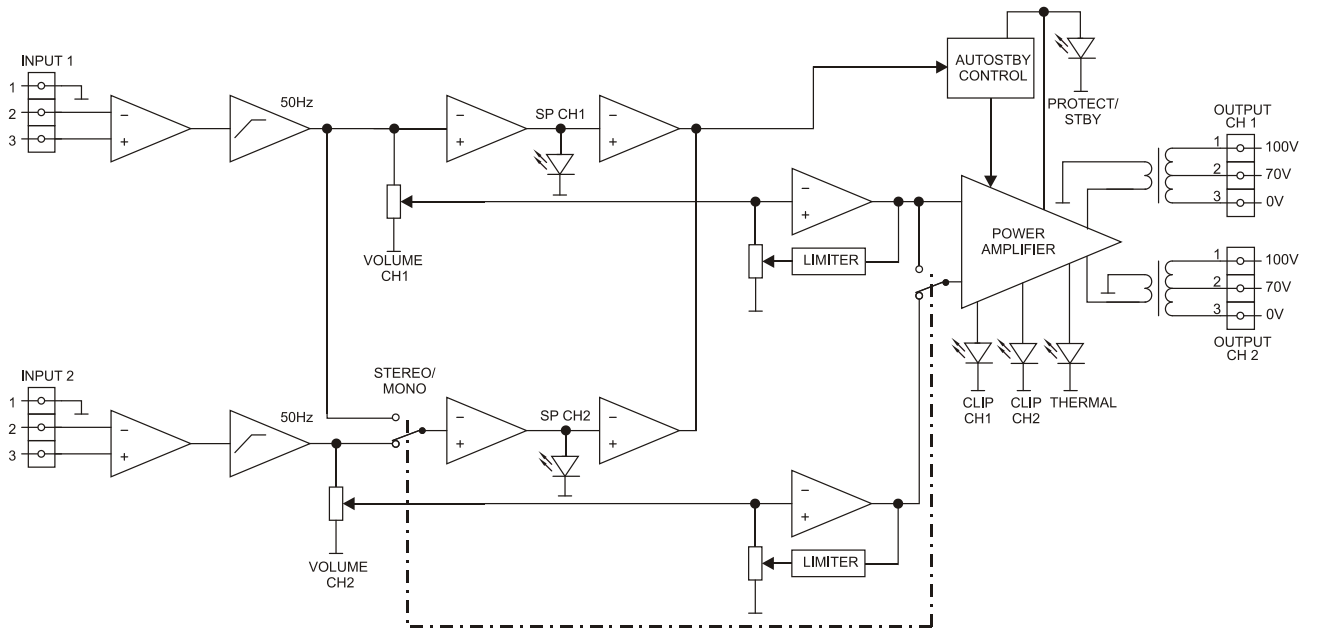 INPUT 1
1
2
3
50Hz
SP CH1
VOLUME
CH1
AUTOSTBY
CONTROL
PROTECT/
STBY
OUTPUT
CH 1
1
100V
2
70V
3
0V
POWER
AMPLIFIER
LIMITER
1
100V
2
70V
3
0V
OUTPUT
CH 2
CLIP
CH1
CLIP
CH2
THERMAL
INPUT 2
1
2
3
50Hz
STEREO/
MONO
SP CH2
VOLUME
CH2
LIMITER